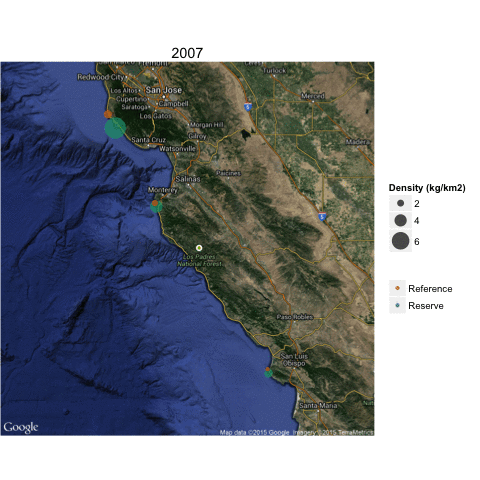 2007
Fremont
Redwood City
Los Altos
San Jose
Cupertino
Saratoga
Campbell
Los Gatos
Turlock
Merced
5
Morgan Hill
Gilroy
Madera
Santa Cruz
Watsonville
Paicines
Salinas
Monterey
5
Los Padres
National Forest
Paso Robles
San Luis
Obispo
Santa Maria
Google
Map data ©2015 Google Imagery ©2015 TerraMetrics
Density (kg/km2)
2
4
6
Reference
Reserve